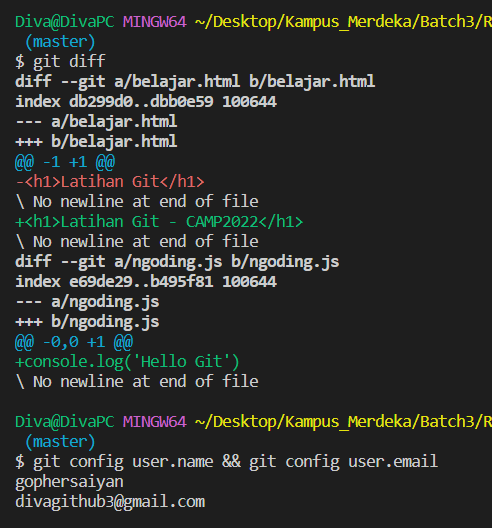 Diva@DivaPC MINGW64 ~/Desktop/Kampus_Merdeka/Batch3/R
(master)
$ git diff
diff --git a/belajar.html b/belajar.html
index db299d0..dbb0e59 100644
--- a/belajar.html
+++ b/belajar.html
@@ -1 +1 @@
-<h1>Latihan Git</h1>
\ No newline at end of file
+<h1>Latihan Git - CAMP2022</h1>
\ No newline at end of file
diff --git a/ngoding.js b/ngoding.js
index e69de29..b495f81 100644
--- a/ngoding.js
+++ b/ngoding.js
@@ -0,0 +1 @@
+console.log('Hello Git')
\ No newline at end of file
Diva@DivaPC MINGW64 ~/Desktop/Kampus_Merdeka/Batch3/R
(master)
$ git config user.name && git config user.email
gophersaiyan
divagithub3@gmail.com